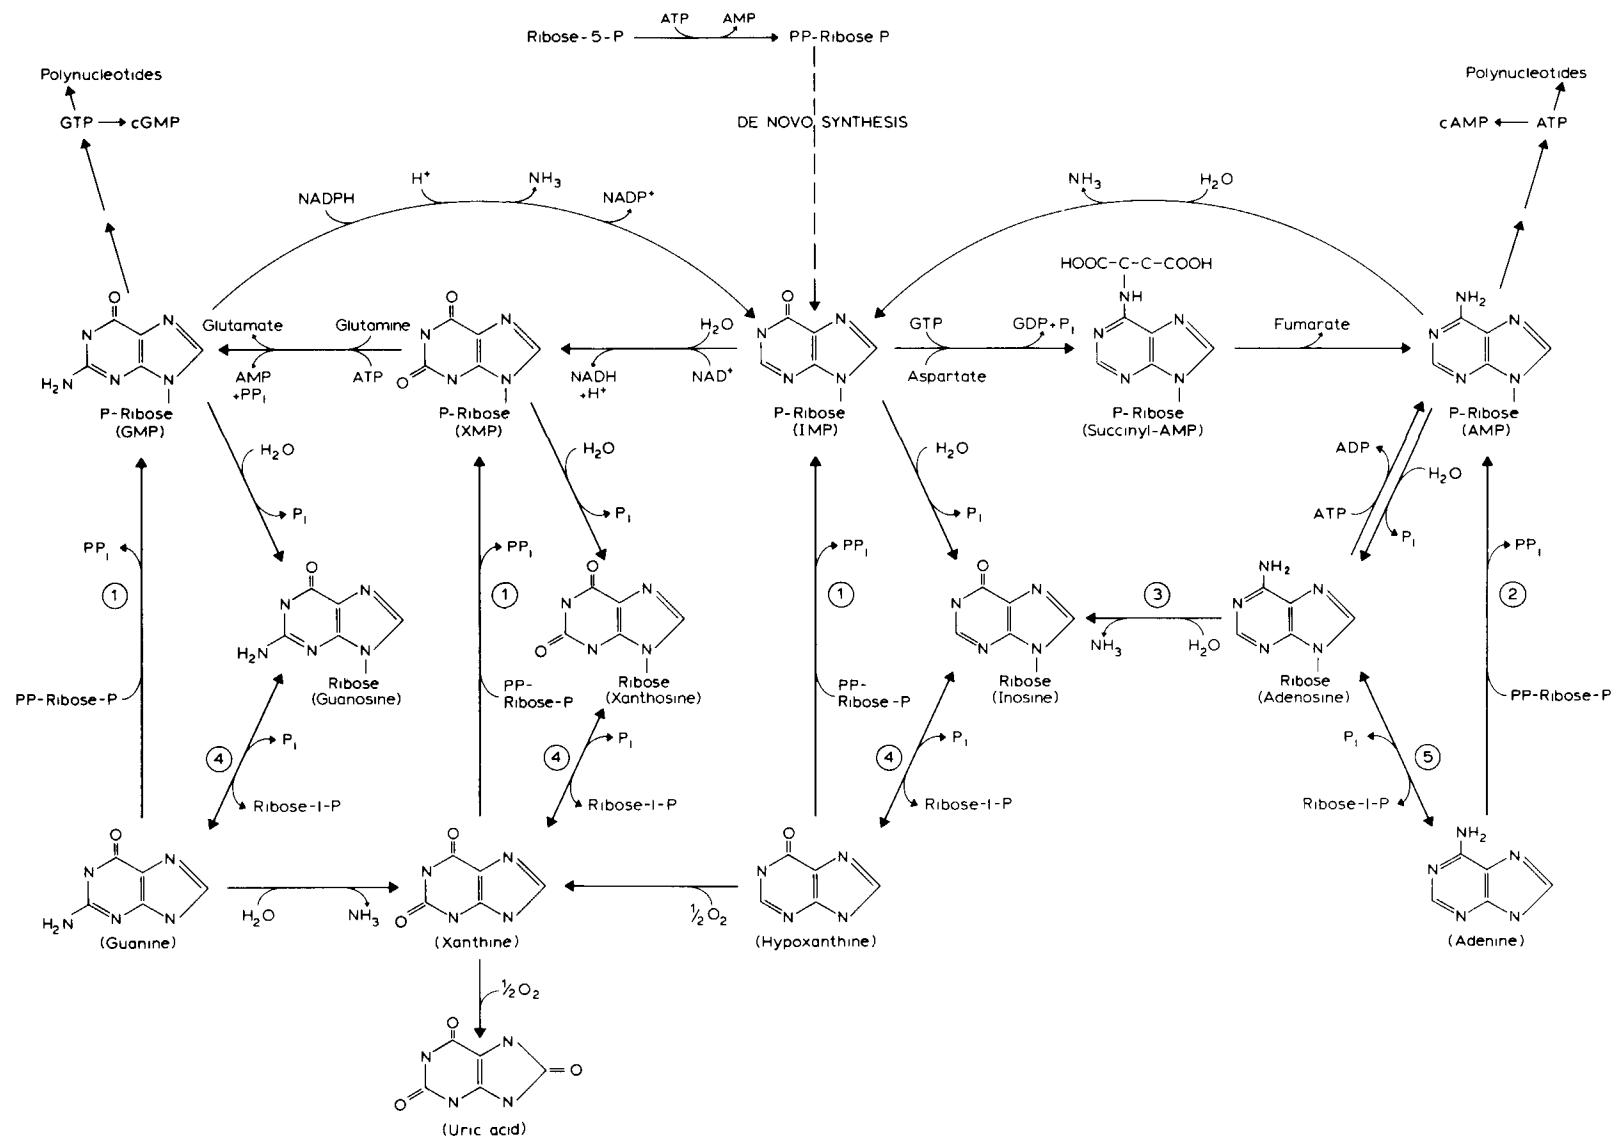 ATP AMP
Ribose-5-P PP-Ribose P
Polynucleotides Polynucleotides
GTP cGMP DE NOVO SYNTHESIS cAMP ATP
NADPH H+ NH3 NADP+ NH3 H2O
HOOC-C-C-COOH
NH
O O O NH2
N N N N N N N N N N
H2N N N O N N N N N N N N
Glutamate Glutamine H2O GTP GDP+Pi Fumarate
AMP
+PPi ATP NADH
+H+ NAD+ Aspartate
P-Ribose P-Ribose P-Ribose P-Ribose P-Ribose
(GMP) (XMP) (IMP) (Succinyl-AMP) (AMP)
H2O H2O H2O ADP H2O
Pi Pi Pi ATP Pi
PPi PPi PPi PPi
1 1 1 3 2
O O O NH2
N N N N N N N N
H2N N N O N N N N N N
NH3 H2O
Ribose Ribose Ribose Ribose
(Guanosine) (Xanthosine) (Inosine) (Adenosine)
PP-Ribose-P PP-
Ribose-P PP-
Ribose-P PP-Ribose-P
Pi Pi Pi Pi
4 4 4 5
Ribose-1-P Ribose-1-P Ribose-1-P Ribose-1-P
O O O NH2
N N N N N N N N
H2N N N O N N N N N N
H2O NH3 ½O2
(Guanine) (Xanthine) (Hypoxanthine) (Adenine)
½O2
O
N N
O
O N N
(Uric acid)